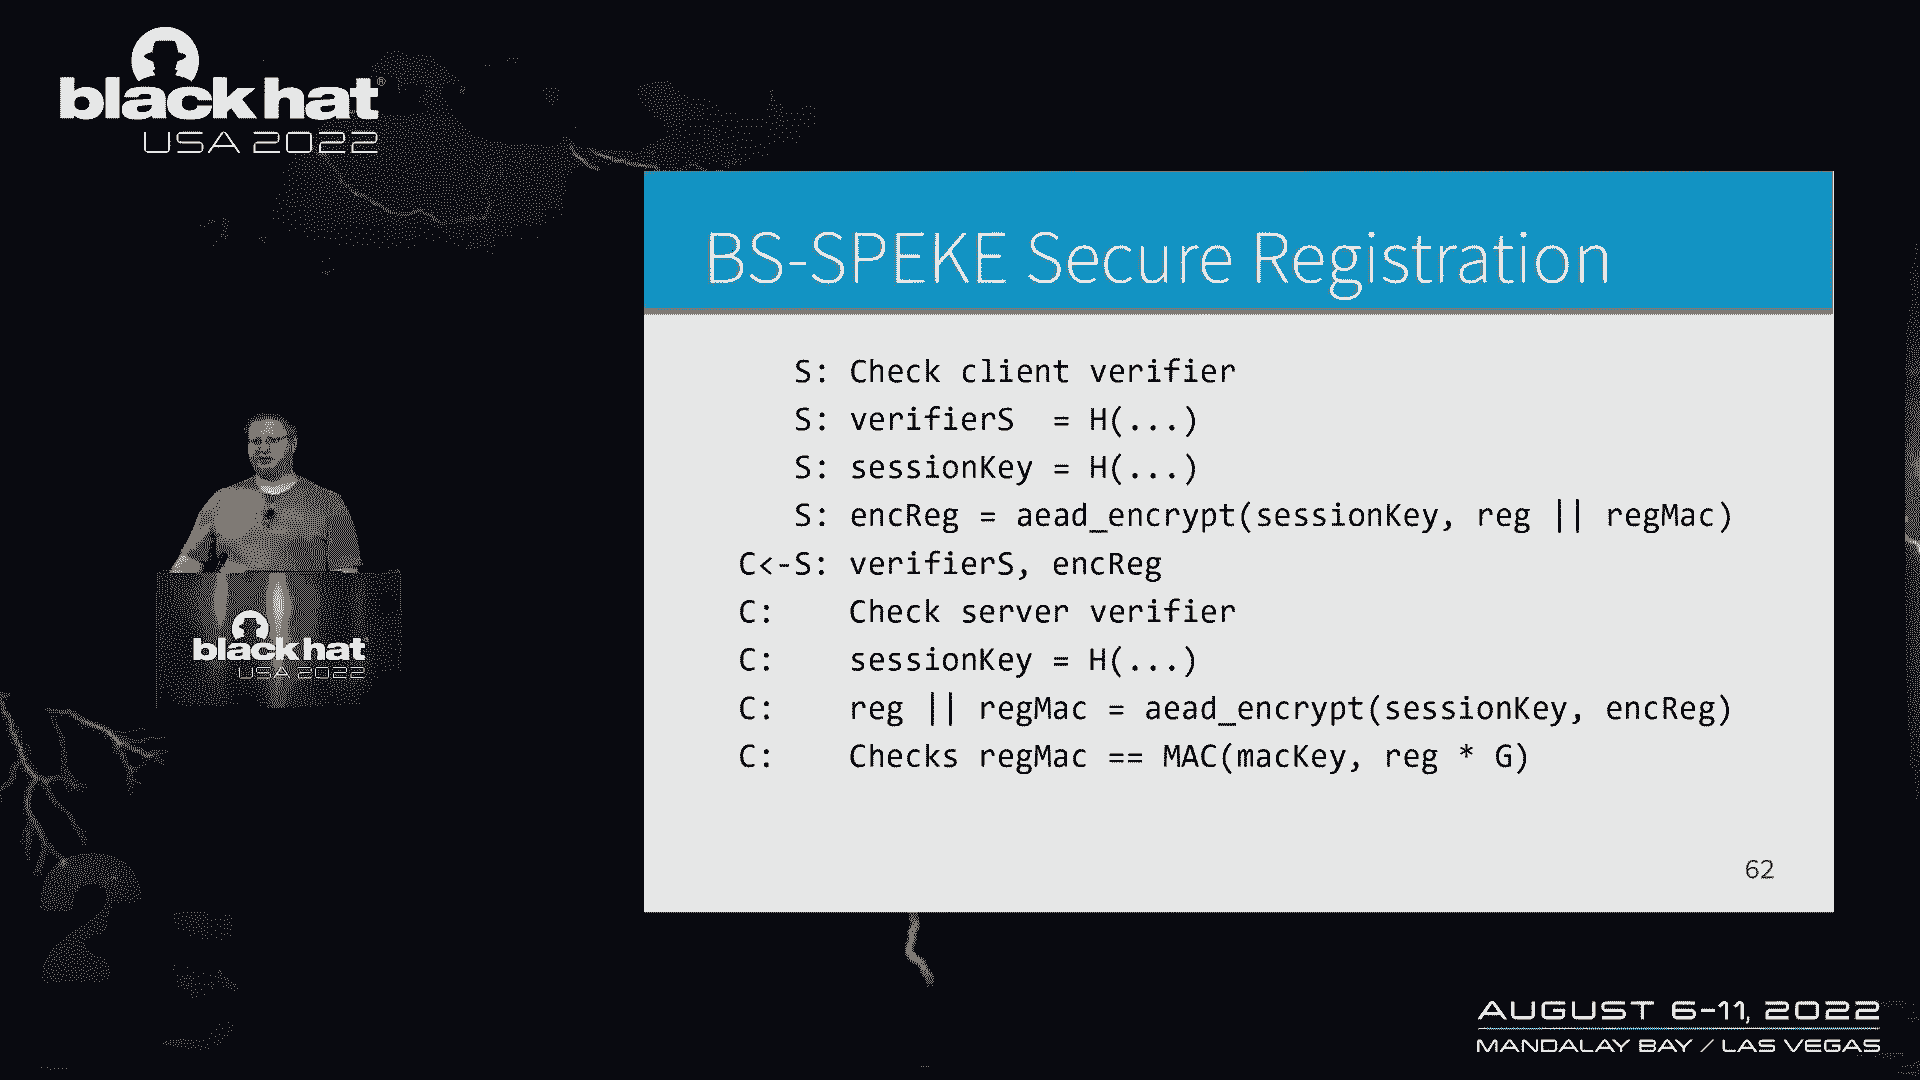 black hat®
USA 2022
BS-SPEKE Secure Registration
S: Check client verifier
S: verifierS = H(...)
S: sessionKey = H(...)
S: encReg = aead_encrypt(sessionKey, reg || regMac)
C<-S: verifierS, encReg
C: Check server verifier
C: sessionKey = H(...)
C: reg || regMac = aead_encrypt(sessionKey, encReg)
C: Checks regMac == MAC(macKey, reg * G)
62
black hat
USA 2022
2
AUGUST 6-11, 2022
MANDALAY BAY / LAS VEGAS